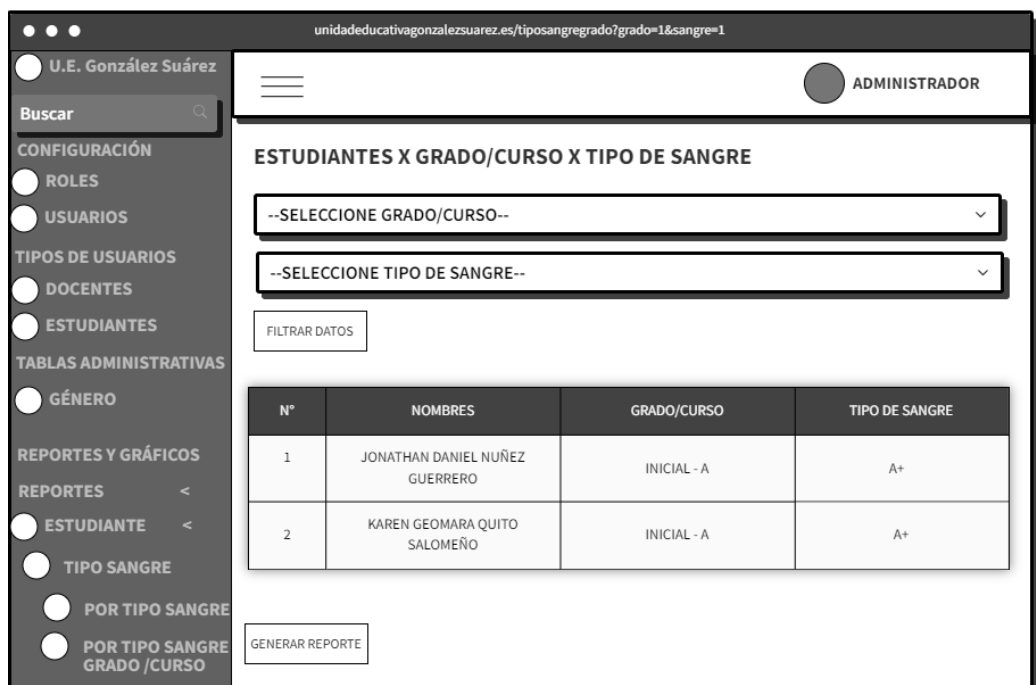 unidadeducativagonzalezsuarez.es/tiposangregrado?grado=1&sangre=1
U.E. González Suárez
Buscar
CONFIGURACIÓN
ROLES
USUARIOS
TIPOS DE USUARIOS
DOCENTES
ESTUDIANTES
TABLAS ADMINISTRATIVAS
GÉNERO
REPORTES Y GRÁFICOS
REPORTES <
ESTUDIANTE <
TIPO SANGRE
POR TIPO SANGRE
POR TIPO SANGRE
GRADO /CURSO
ADMINISTRADOR
ESTUDIANTES X GRADO/CURSO X TIPO DE SANGRE
--SELECCIONE GRADO/CURSO--
--SELECCIONE TIPO DE SANGRE--
FILTRAR DATOS
N° NOMBRES GRADO/CURSO TIPO DE SANGRE
1 JONATHAN DANIEL NUÑEZ
GUERRERO INICIAL - A A+
2 KAREN GEOMARA QUITO
SALOMEÑO INICIAL - A A+
GENERAR REPORTE